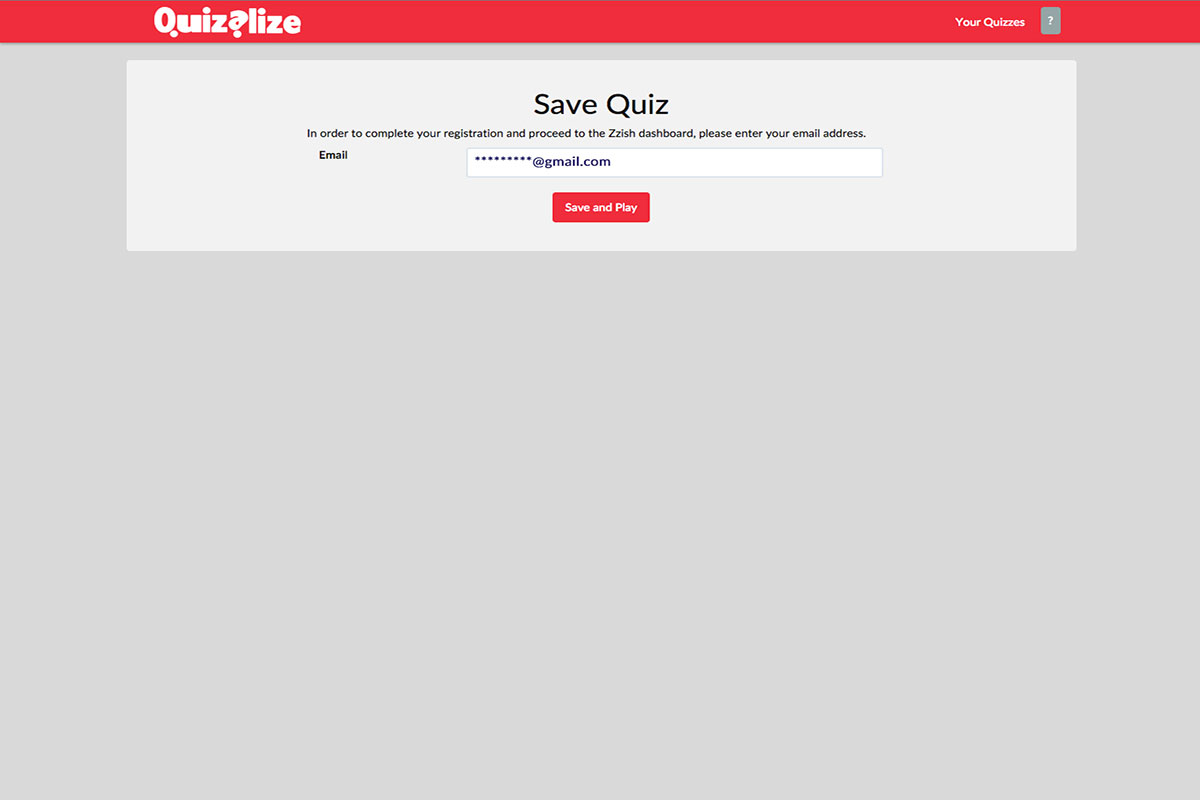 Quizalize
Your Quizzes
?
Save Quiz
In order to complete your registration and proceed to the Zzish dashboard, please enter your email address.
Email
*********@gmail.com
Save and Play